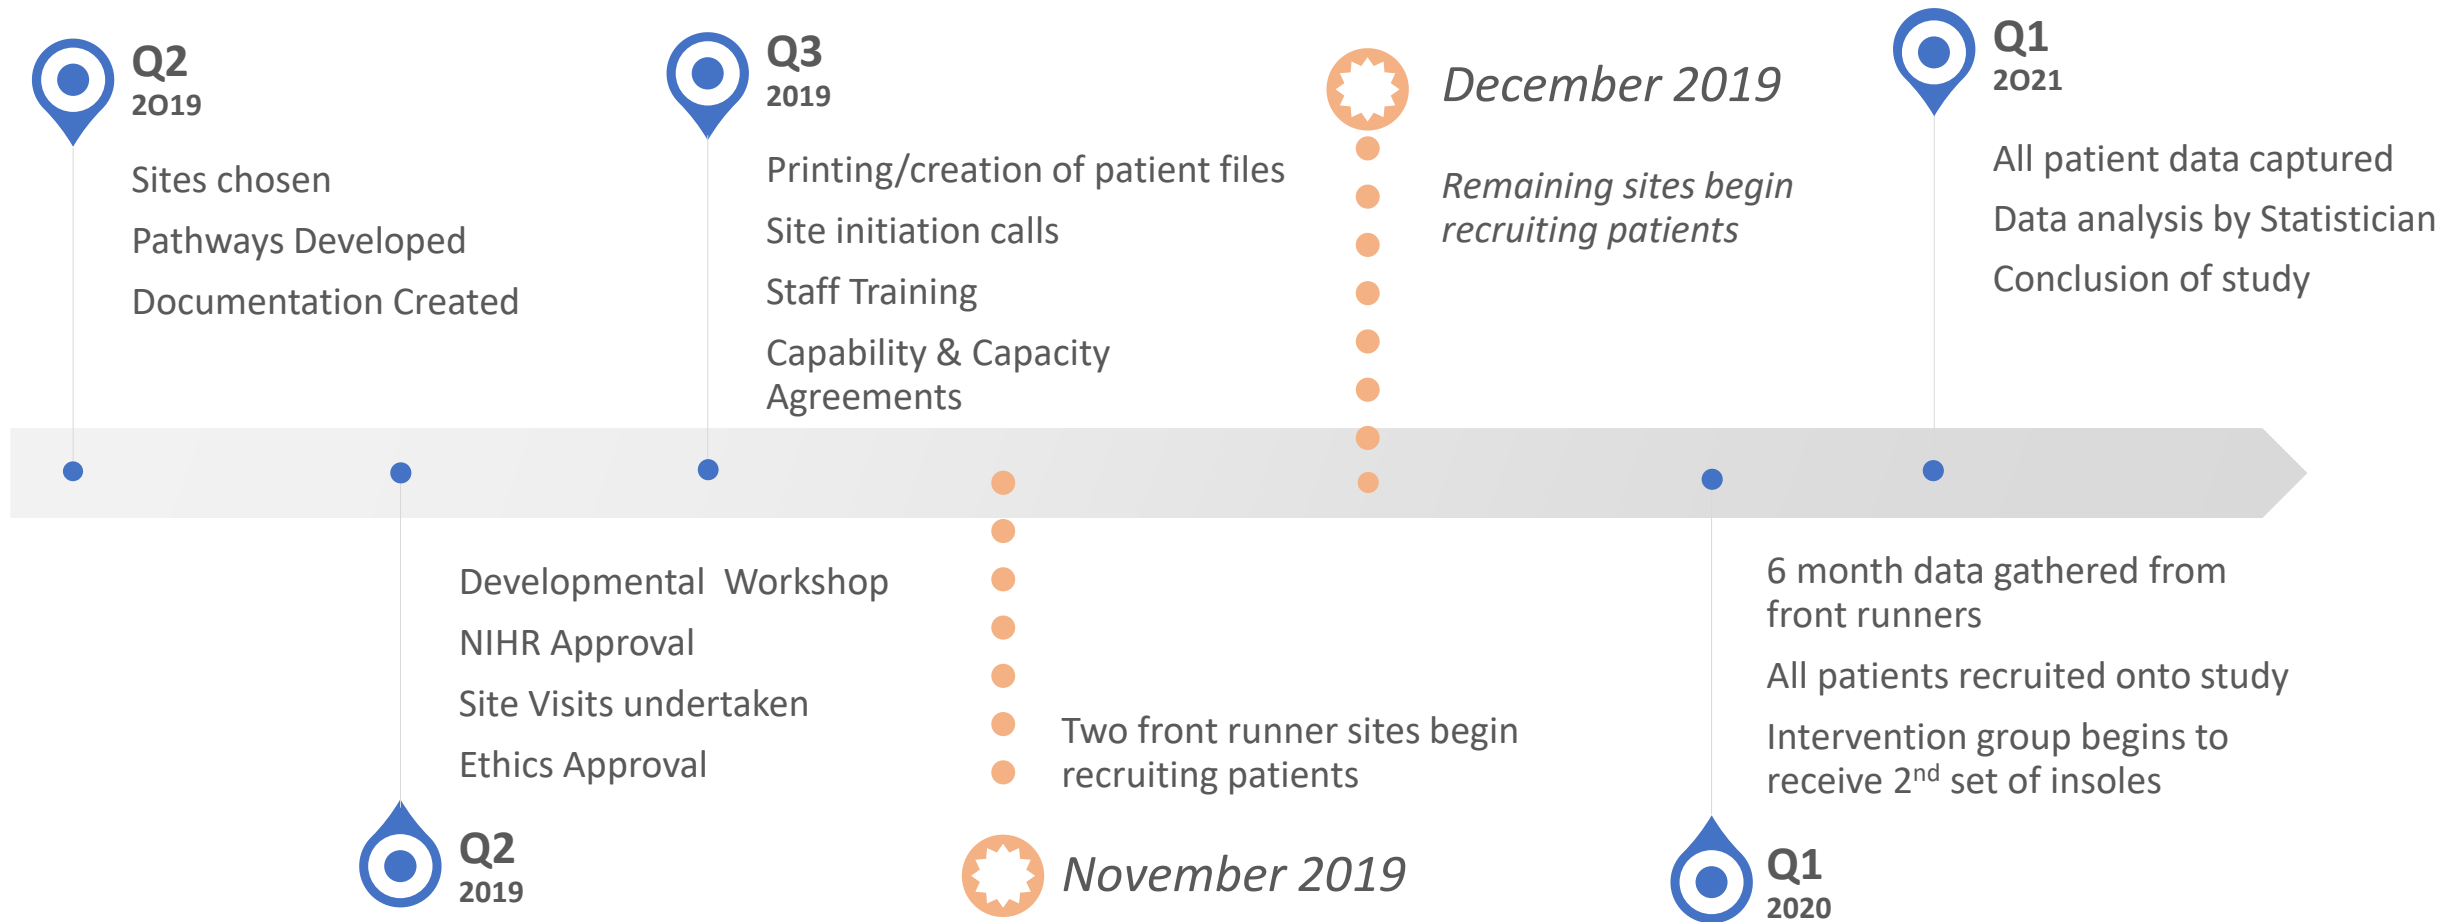 Q2
2O19
Sites chosen
Pathways Developed
Documentation Created
Developmental  Workshop
NIHR Approval
Site Visits undertaken
Ethics Approval
Q2
2019
Q3
2019
Printing/creation of patient files
Site initiation calls
Staff Training
Capability & Capacity
Agreements
Two front runner sites begin
recruiting patients
November 2019
December 2019
Remaining sites begin
recruiting patients
6 month data gathered from
front runners
All patients recruited onto study
Intervention group begins to
receive 2nd set of insoles
Q1
2020
Q1
2O21
All patient data captured
Data analysis by Statistician
Conclusion of study